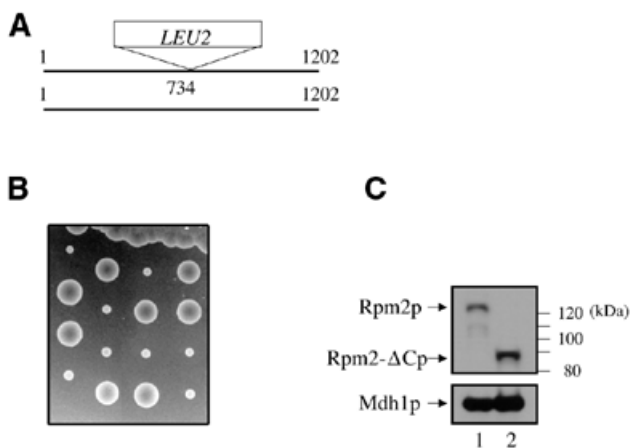 A
LEU2
1 1202
734
1 1202
B
C
Rpm2p
Rpm2-ΔCp
Mdh1p
120 (kDa)
100
80
1 2